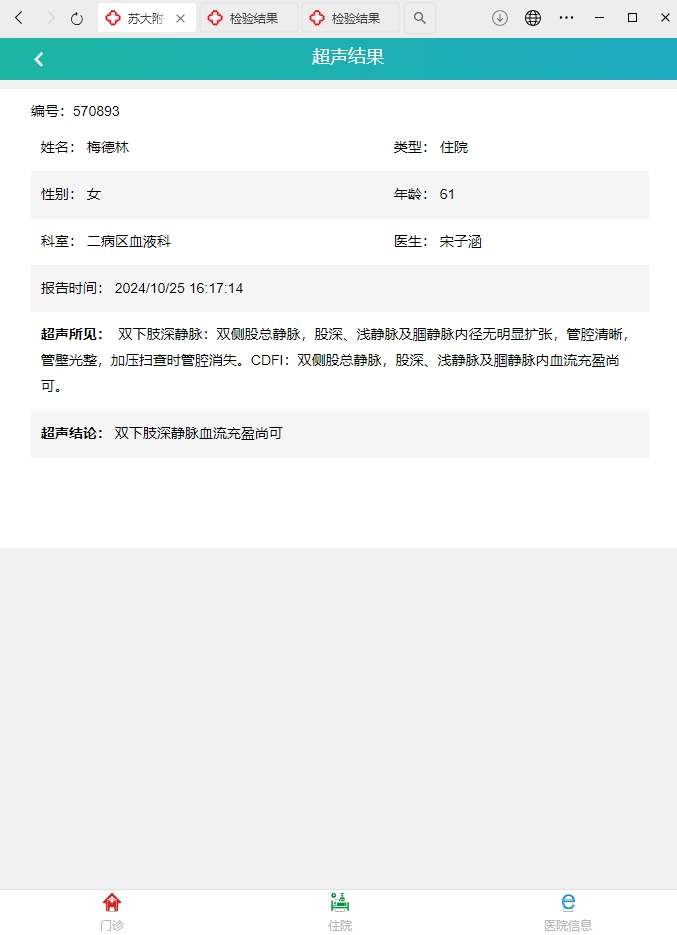 苏大附
检验结果
检验结果
超声结果
编号：570893
姓名： 梅德林 类型： 住院
性别： 女 年龄： 61
科室： 二病区血液科 医生： 宋子涵
报告时间： 2024/10/25 16:17:14
超声所见： 双下肢深静脉：双侧股总静脉，股深、浅静脉及腘静脉内径无明显扩张，管腔清晰，
管壁光整，加压扫查时管腔消失。CDFI：双侧股总静脉，股深、浅静脉及腘静脉内血流充盈尚
可。
超声结论： 双下肢深静脉血流充盈尚可
门诊 住院 医院信息